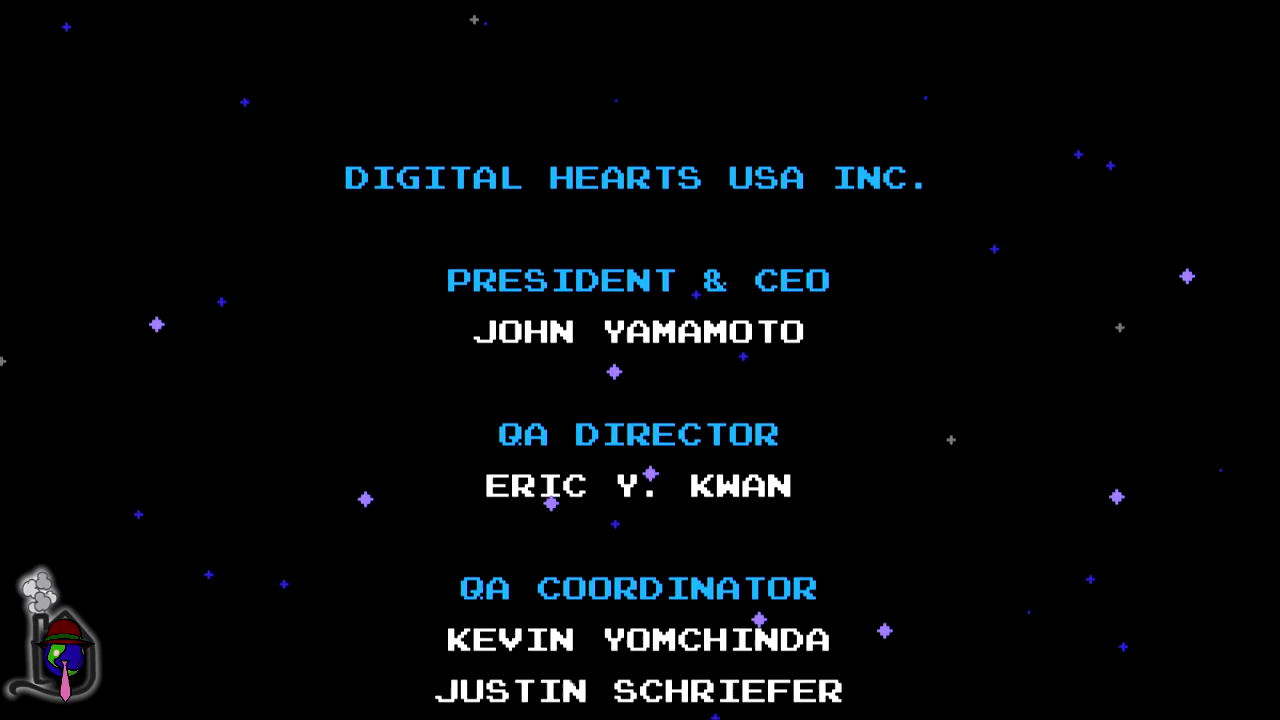 DIGITAL HEARTS USA INC.
PRESIDENT & CEO
JOHN YAMAMOTO
QA DIRECTOR
ERIC Y. KWAN
QA COORDINATOR
KEVIN YOMCHINDA
JUSTIN SCHRIEFER